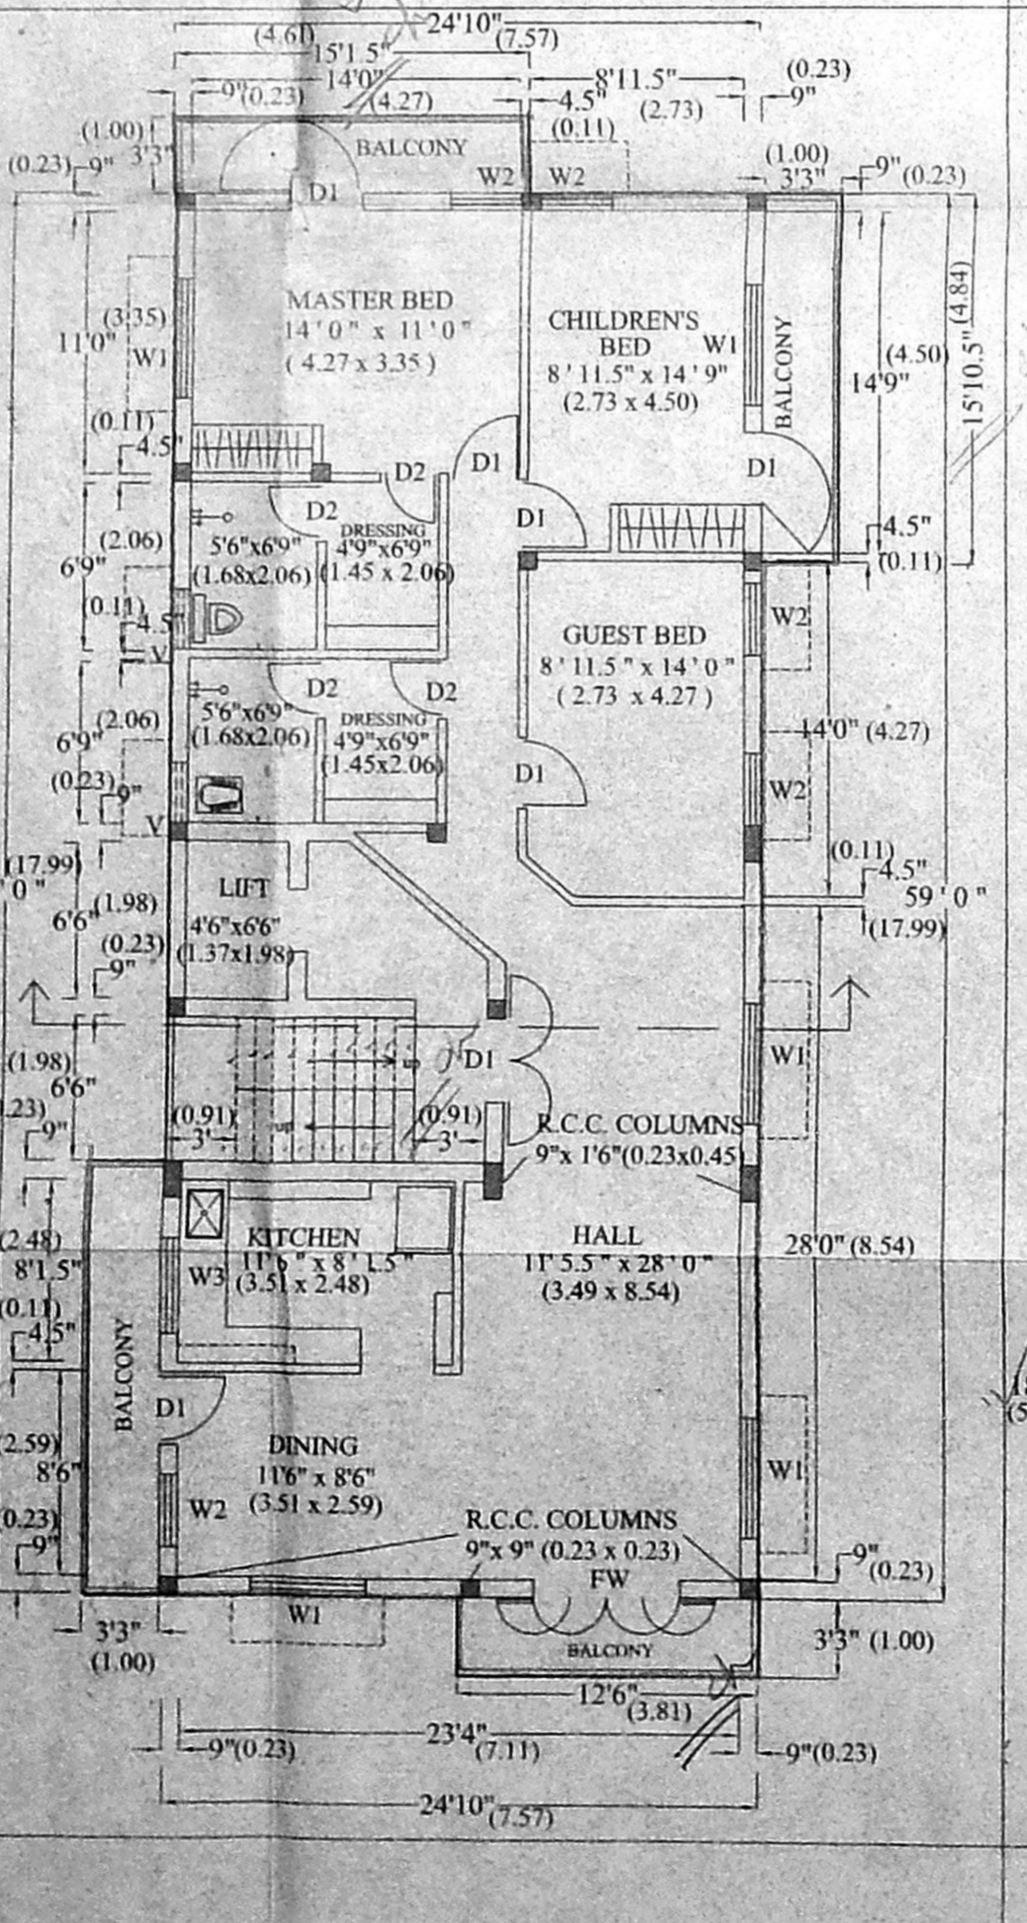 24'10"
(7.57)
(4.61)
15'1.5"
14'0"
(4.27)
9"(0.23)
8'11.5"
(2.73)
4.5"
(0.11)
(0.23)
9"
(1.00)
3'3"
(0.23) 9"
BALCONY
D1
W2
W2
(1.00)
3'3"
9" (0.23)
MASTER BED
14'0" x 11'0"
(4.27 x 3.35)
(3.35)
11'0"
W1
(0.11)
4.5"
CHILDREN'S
BED
8'11.5" x 14'9"
(2.73 x 4.50)
W1
BALCONY
(4.50)
14'9"
15'10.5"
(4.84)
D1
D2
D1
D1
D2
5'6"x6'9"
(1.68x2.06)
DRESSING
4'9"x6'9"
(1.45 x 2.06)
(2.06)
6'9"
(0.11)
4.5"
V
4.5"
(0.11)
GUEST BED
8'11.5" x 14'0"
(2.73 x 4.27)
W2
D2
D2
5'6"x6'9"
(1.68x2.06)
DRESSING
4'9"x6'9"
(1.45x2.06)
(2.06)
6'9"
(0.23)
9"
V
14'0" (4.27)
D1
W2
(0.11)
4.5"
59'0"
(17.99)
(17.99)
'0"
LIFT
4'6"x6'6"
(1.37x1.98)
(1.98)
6'6"
(0.23)
9"
D1
up
up
(1.98)
6'6"
.23)
9"
(0.91)
3'
(0.91)
3'
W1
R.C.C. COLUMNS
9"x 1'6"(0.23x0.45)
KITCHEN
11'6" x 8'1.5"
(3.51 x 2.48)
W3
HALL
11'5.5" x 28'0"
(3.49 x 8.54)
28'0" (8.54)
(2.48)
8'1.5"
(0.11)
4.5"
BALCONY
D1
DINING
11'6" x 8'6"
(3.51 x 2.59)
(2.59)
8'6"
W2
(0.23)
9"
W1
R.C.C. COLUMNS
9"x 9" (0.23 x 0.23)
FW
9"
(0.23)
W1
BALCONY
3'3"
(1.00)
3'3" (1.00)
12'6"
(3.81)
23'4"
(7.11)
9"(0.23)
9"(0.23)
24'10"
(7.57)